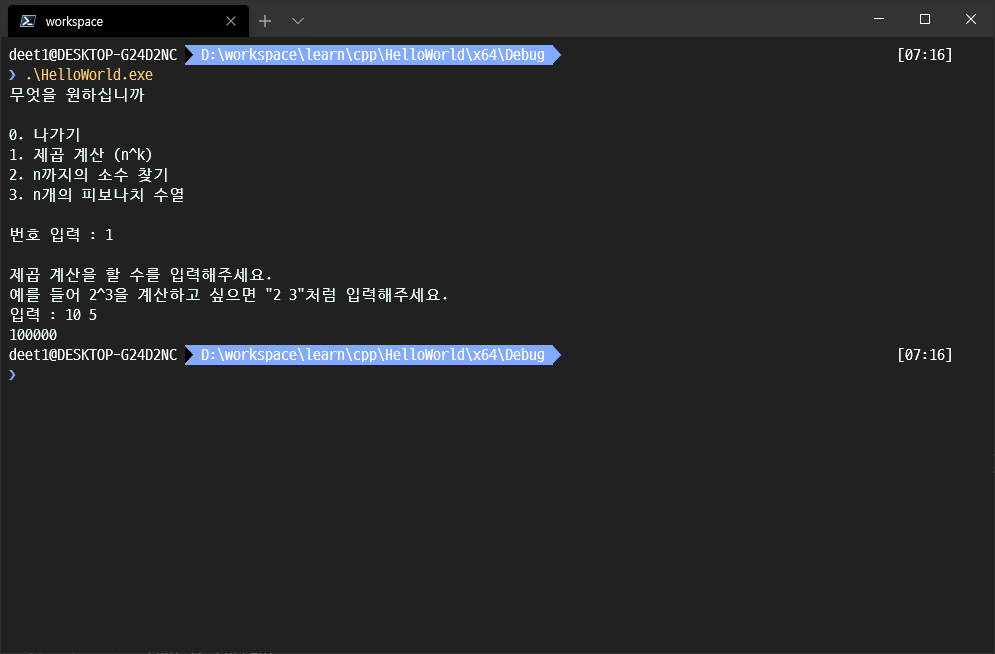 workspace
deet1@DESKTOP-G24D2NC D:\workspace\learn\cpp\HelloWorld\x64\Debug [07:16]
❯ .\HelloWorld.exe
무엇을 원하십니까
0. 나가기
1. 제곱 계산 (n^k)
2. n까지의 소수 찾기
3. n개의 피보나치 수열
번호 입력 : 1
제곱 계산을 할 수를 입력해주세요.
예를 들어 2^3을 계산하고 싶으면 "2 3"처럼 입력해주세요.
입력 : 10 5
100000
deet1@DESKTOP-G24D2NC D:\workspace\learn\cpp\HelloWorld\x64\Debug [07:16]
❯